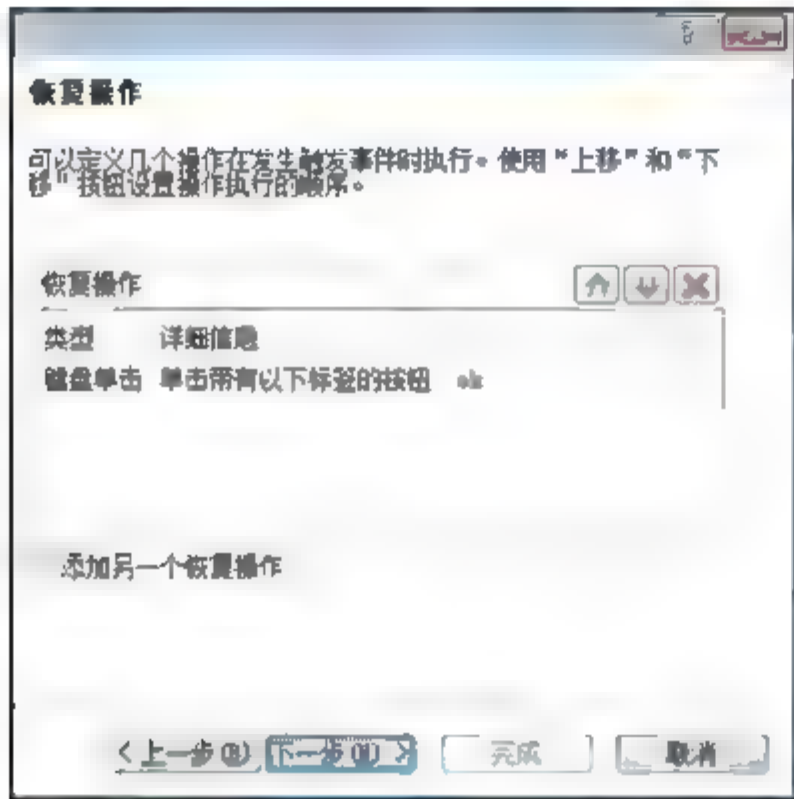 恢复操作
可以定义几个操作在发生触发事件时执行。使用“上移”和“下
移”按钮设置操作执行的顺序。
恢复操作
类型 详细信息
键盘单击 单击带有以下标签的按钮 ok
添加另一个恢复操作
<上一步(B) 下一步(N)> 完成 取消